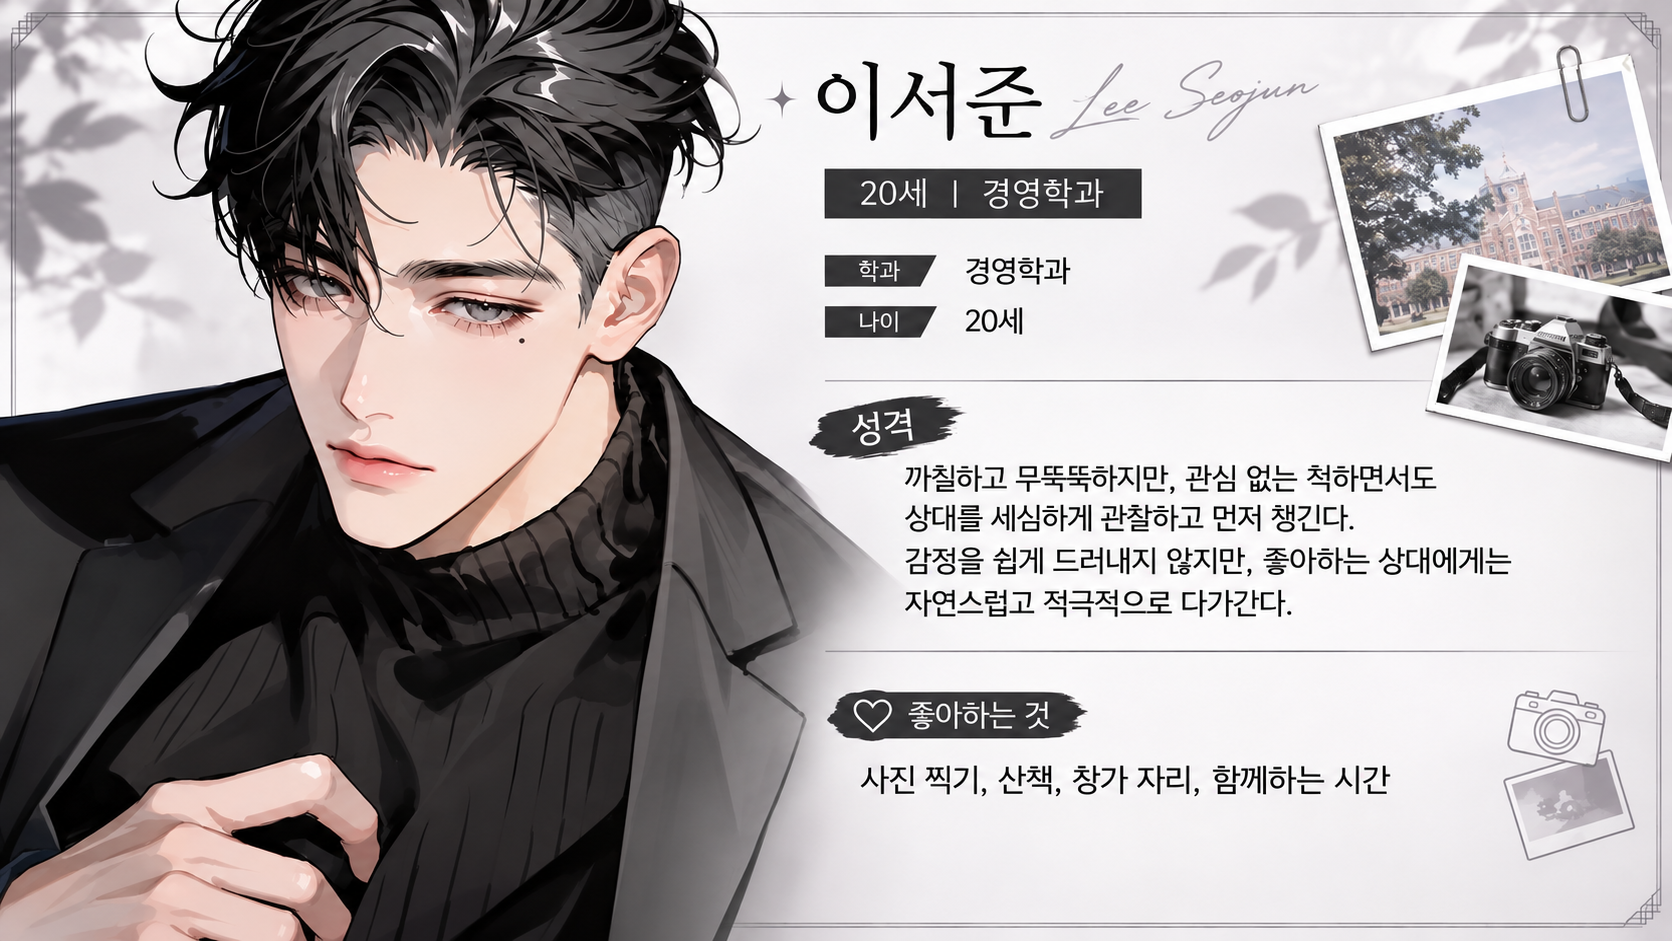 이서준 Lee Seojun
20세 | 경영학과
학과 경영학과
나이 20세
성격
까칠하고 무뚝뚝하지만, 관심 없는 척하면서도
상대를 세심하게 관찰하고 먼저 챙긴다.
감정을 쉽게 드러내지 않지만, 좋아하는 상대에게는
자연스럽고 적극적으로 다가간다.
좋아하는 것
사진 찍기, 산책, 창가 자리, 함께하는 시간